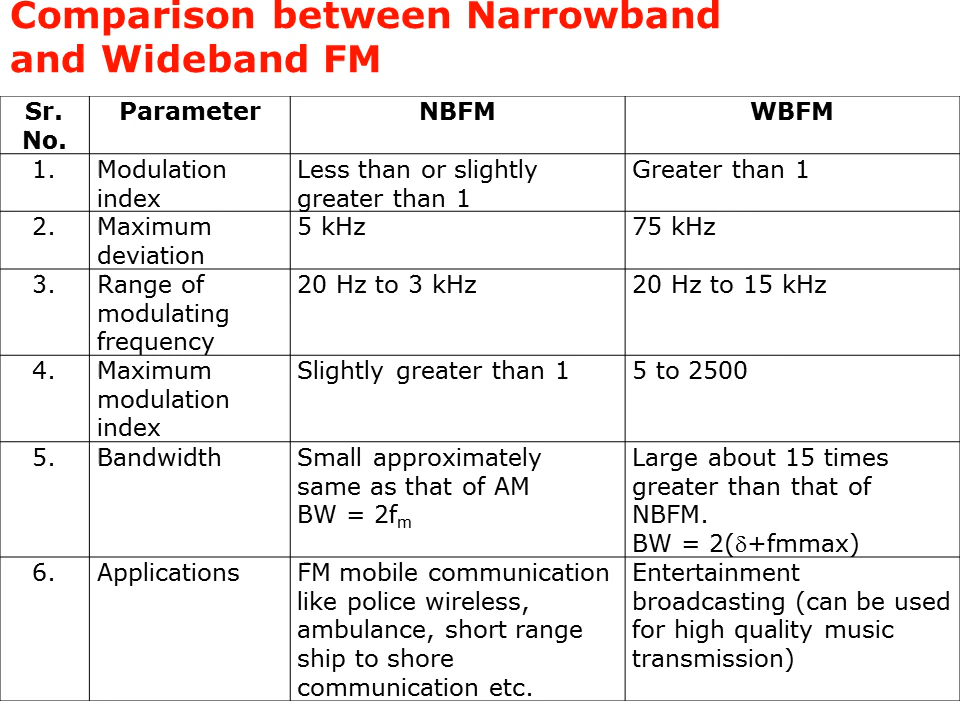 Comparison between Narrowband
and Wideband FM
Sr.
No.
Parameter
NBFM
WBFM
1.
Modulation
index
Less than or slightly
greater than 1
Greater than 1
2.
Maximum
deviation
5 kHz
75 kHz
3.
Range of
modulating
frequency
20 Hz to 3 kHz
20 Hz to 15 kHz
4.
Maximum
modulation
index
Slightly greater than 1
5 to 2500
5.
Bandwidth
Small approximately
same as that of AM
BW = 2fm
Large about 15 times
greater than that of
NBFM.
BW = 2(δ+fmmax)
6.
Applications
FM mobile communication
like police wireless,
ambulance, short range
ship to shore
communication etc.
Entertainment
broadcasting (can be used
for high quality music
transmission)